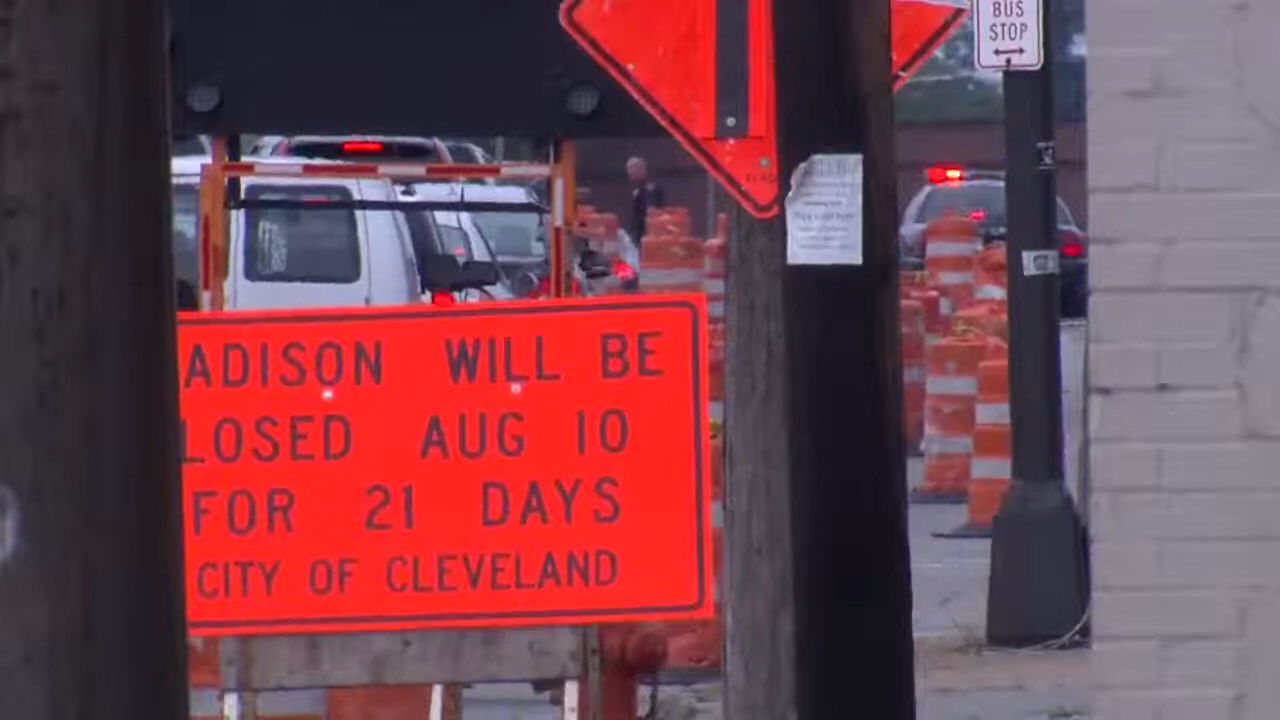 BUS
STOP
ADISON WILL BE
LOSED AUG 10
FOR 21 DAYS
CITY OF CLEVELAND